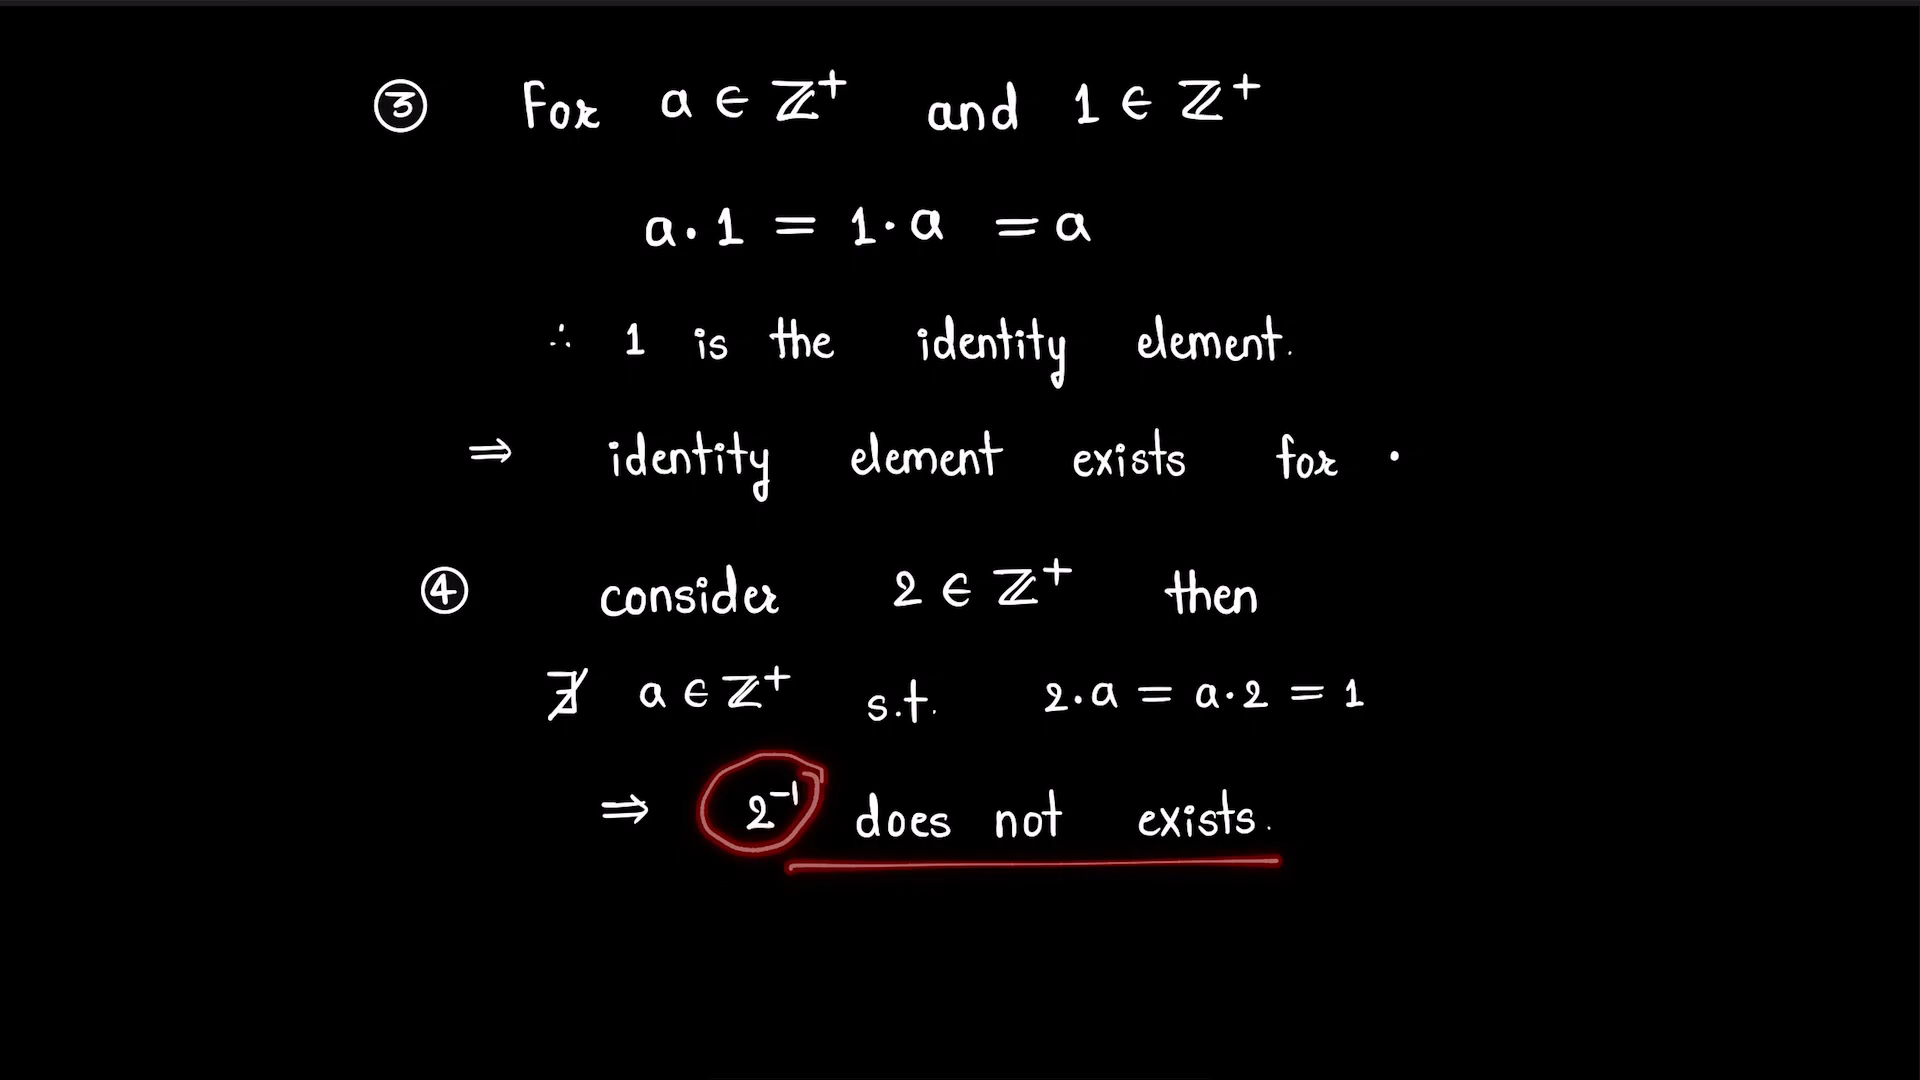 ③ For a ∈ ℤ⁺ and 1 ∈ ℤ⁺
a · 1 = 1 · a = a
∴ 1 is the identity element.
⇒ identity element exists for ·
④ consider 2 ∈ ℤ⁺ then
∄ a ∈ ℤ⁺ s.t. 2 · a = a · 2 = 1
⇒ 2⁻¹ does not exists.